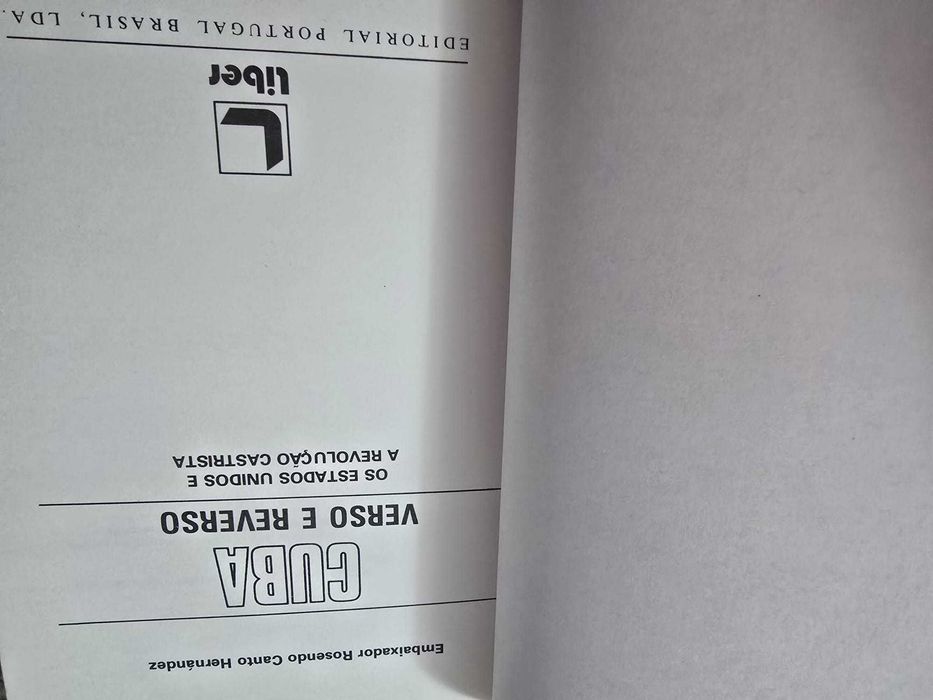 Embaixador Rosendo Canto Hernández
CUBA
VERSO E REVERSO
OS ESTADOS UNIDOS E
A REVOLUÇÃO CASTRISTA
liber
EDITORIAL PORTUGAL BRASIL, LDA.